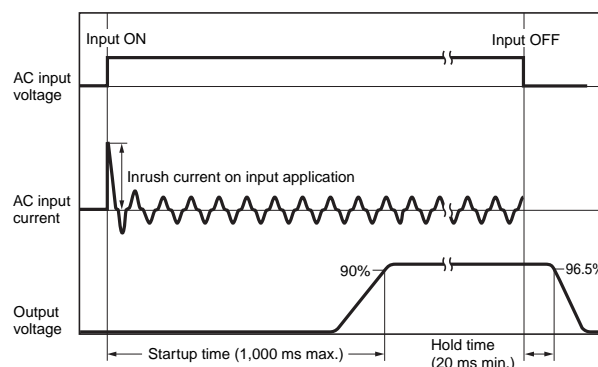 Input ON
Input OFF
AC input
voltage
Inrush current on input application
AC input
current
90%
96.5%
Output
voltage
Startup time (1,000 ms max.)
Hold time
(20 ms min.)